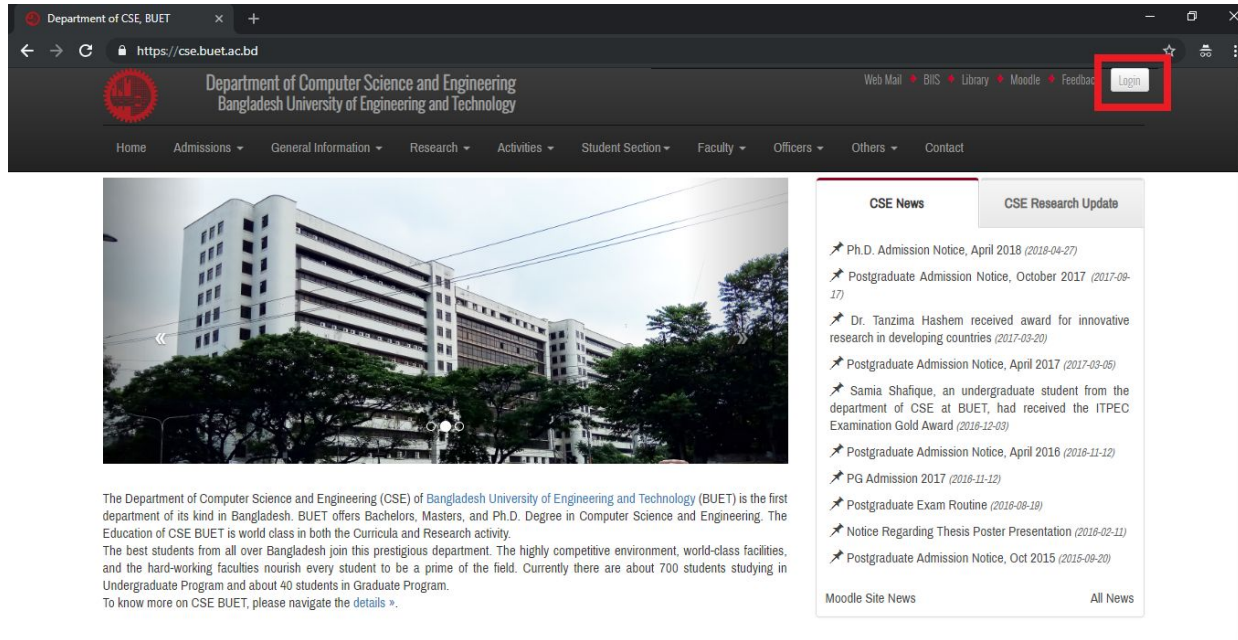 Department of CSE, BUET
https://cse.buet.ac.bd
Department of Computer Science and Engineering
Bangladesh University of Engineering and Technology
Web Mail BIIS Library Moodle Feedbac Login
Home Admissions General Information Research Activities Student Section Faculty Officers Others Contact
CSE News CSE Research Update
Ph.D. Admission Notice, April 2018 (2018-04-27)
Postgraduate Admission Notice, October 2017 (2017-09-
17)
Dr. Tanzima Hashem received award for innovative
research in developing countries (2017-03-20)
Postgraduate Admission Notice, April 2017 (2017-03-05)
Samia Shafique, an undergraduate student from the
department of CSE at BUET, had received the ITPEC
Examination Gold Award (2016-12-03)
Postgraduate Admission Notice, April 2016 (2016-11-12)
PG Admission 2017 (2016-11-12)
Postgraduate Exam Routine (2016-08-19)
Notice Regarding Thesis Poster Presentation (2016-02-11)
Postgraduate Admission Notice, Oct 2015 (2015-09-20)
Moodle Site News All News
The Department of Computer Science and Engineering (CSE) of Bangladesh University of Engineering and Technology (BUET) is the first
department of its kind in Bangladesh. BUET offers Bachelors, Masters, and Ph.D. Degree in Computer Science and Engineering. The
Education of CSE BUET is world class in both the Curricula and Research activity.
The best students from all over Bangladesh join this prestigious department. The highly competitive environment, world-class facilities,
and the hard-working faculties nourish every student to be a prime of the field. Currently there are about 700 students studying in
Undergraduate Program and about 40 students in Graduate Program.
To know more on CSE BUET, please navigate the details ».